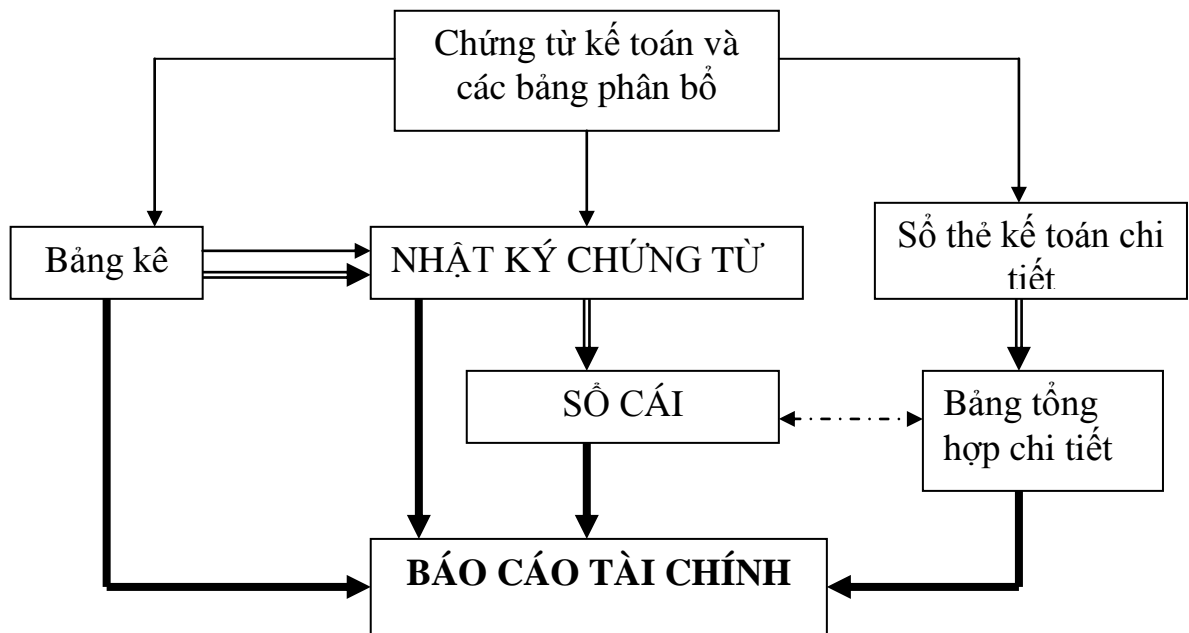 Chứng từ kế toán và
các bảng phân bổ
Bảng kê
NHẬT KÝ CHỨNG TỪ
Sổ thẻ kế toán chi
tiết
SỔ CÁI
Bảng tổng
hợp chi tiết
BÁO CÁO TÀI CHÍNH